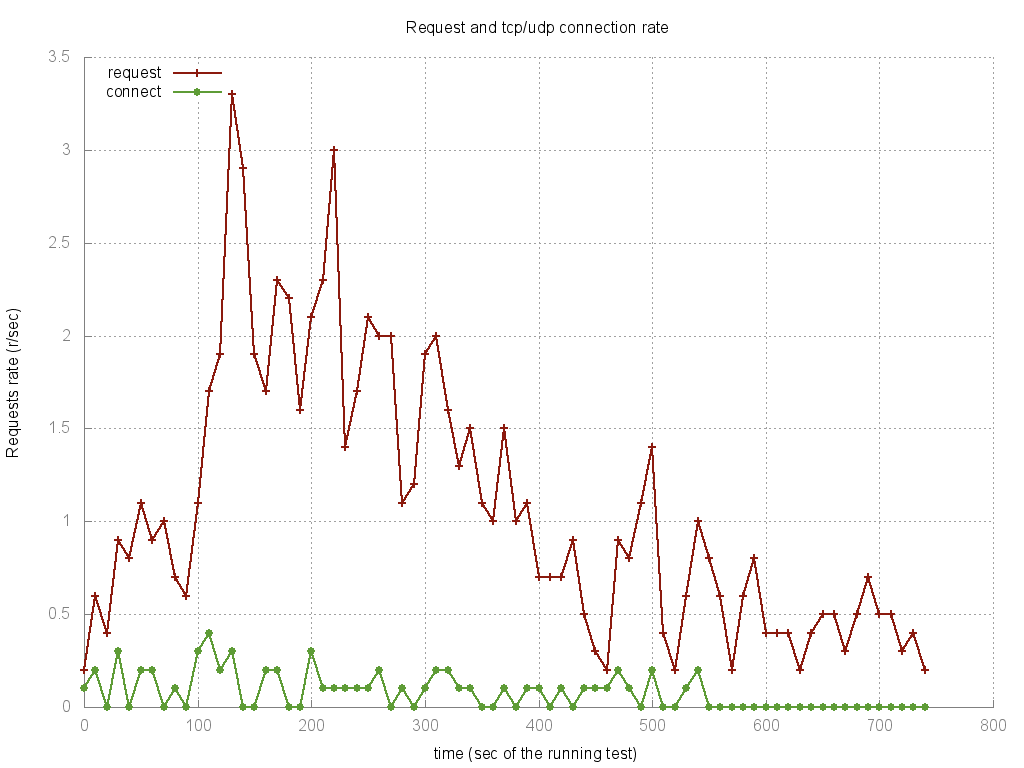 Request and tcp/udp connection rate
3.5
request
connect
3
2.5
2
Requests rate (r/sec)
1.5
1
0.5
0
0 100 200 300 400 500 600 700 800
time (sec of the running test)